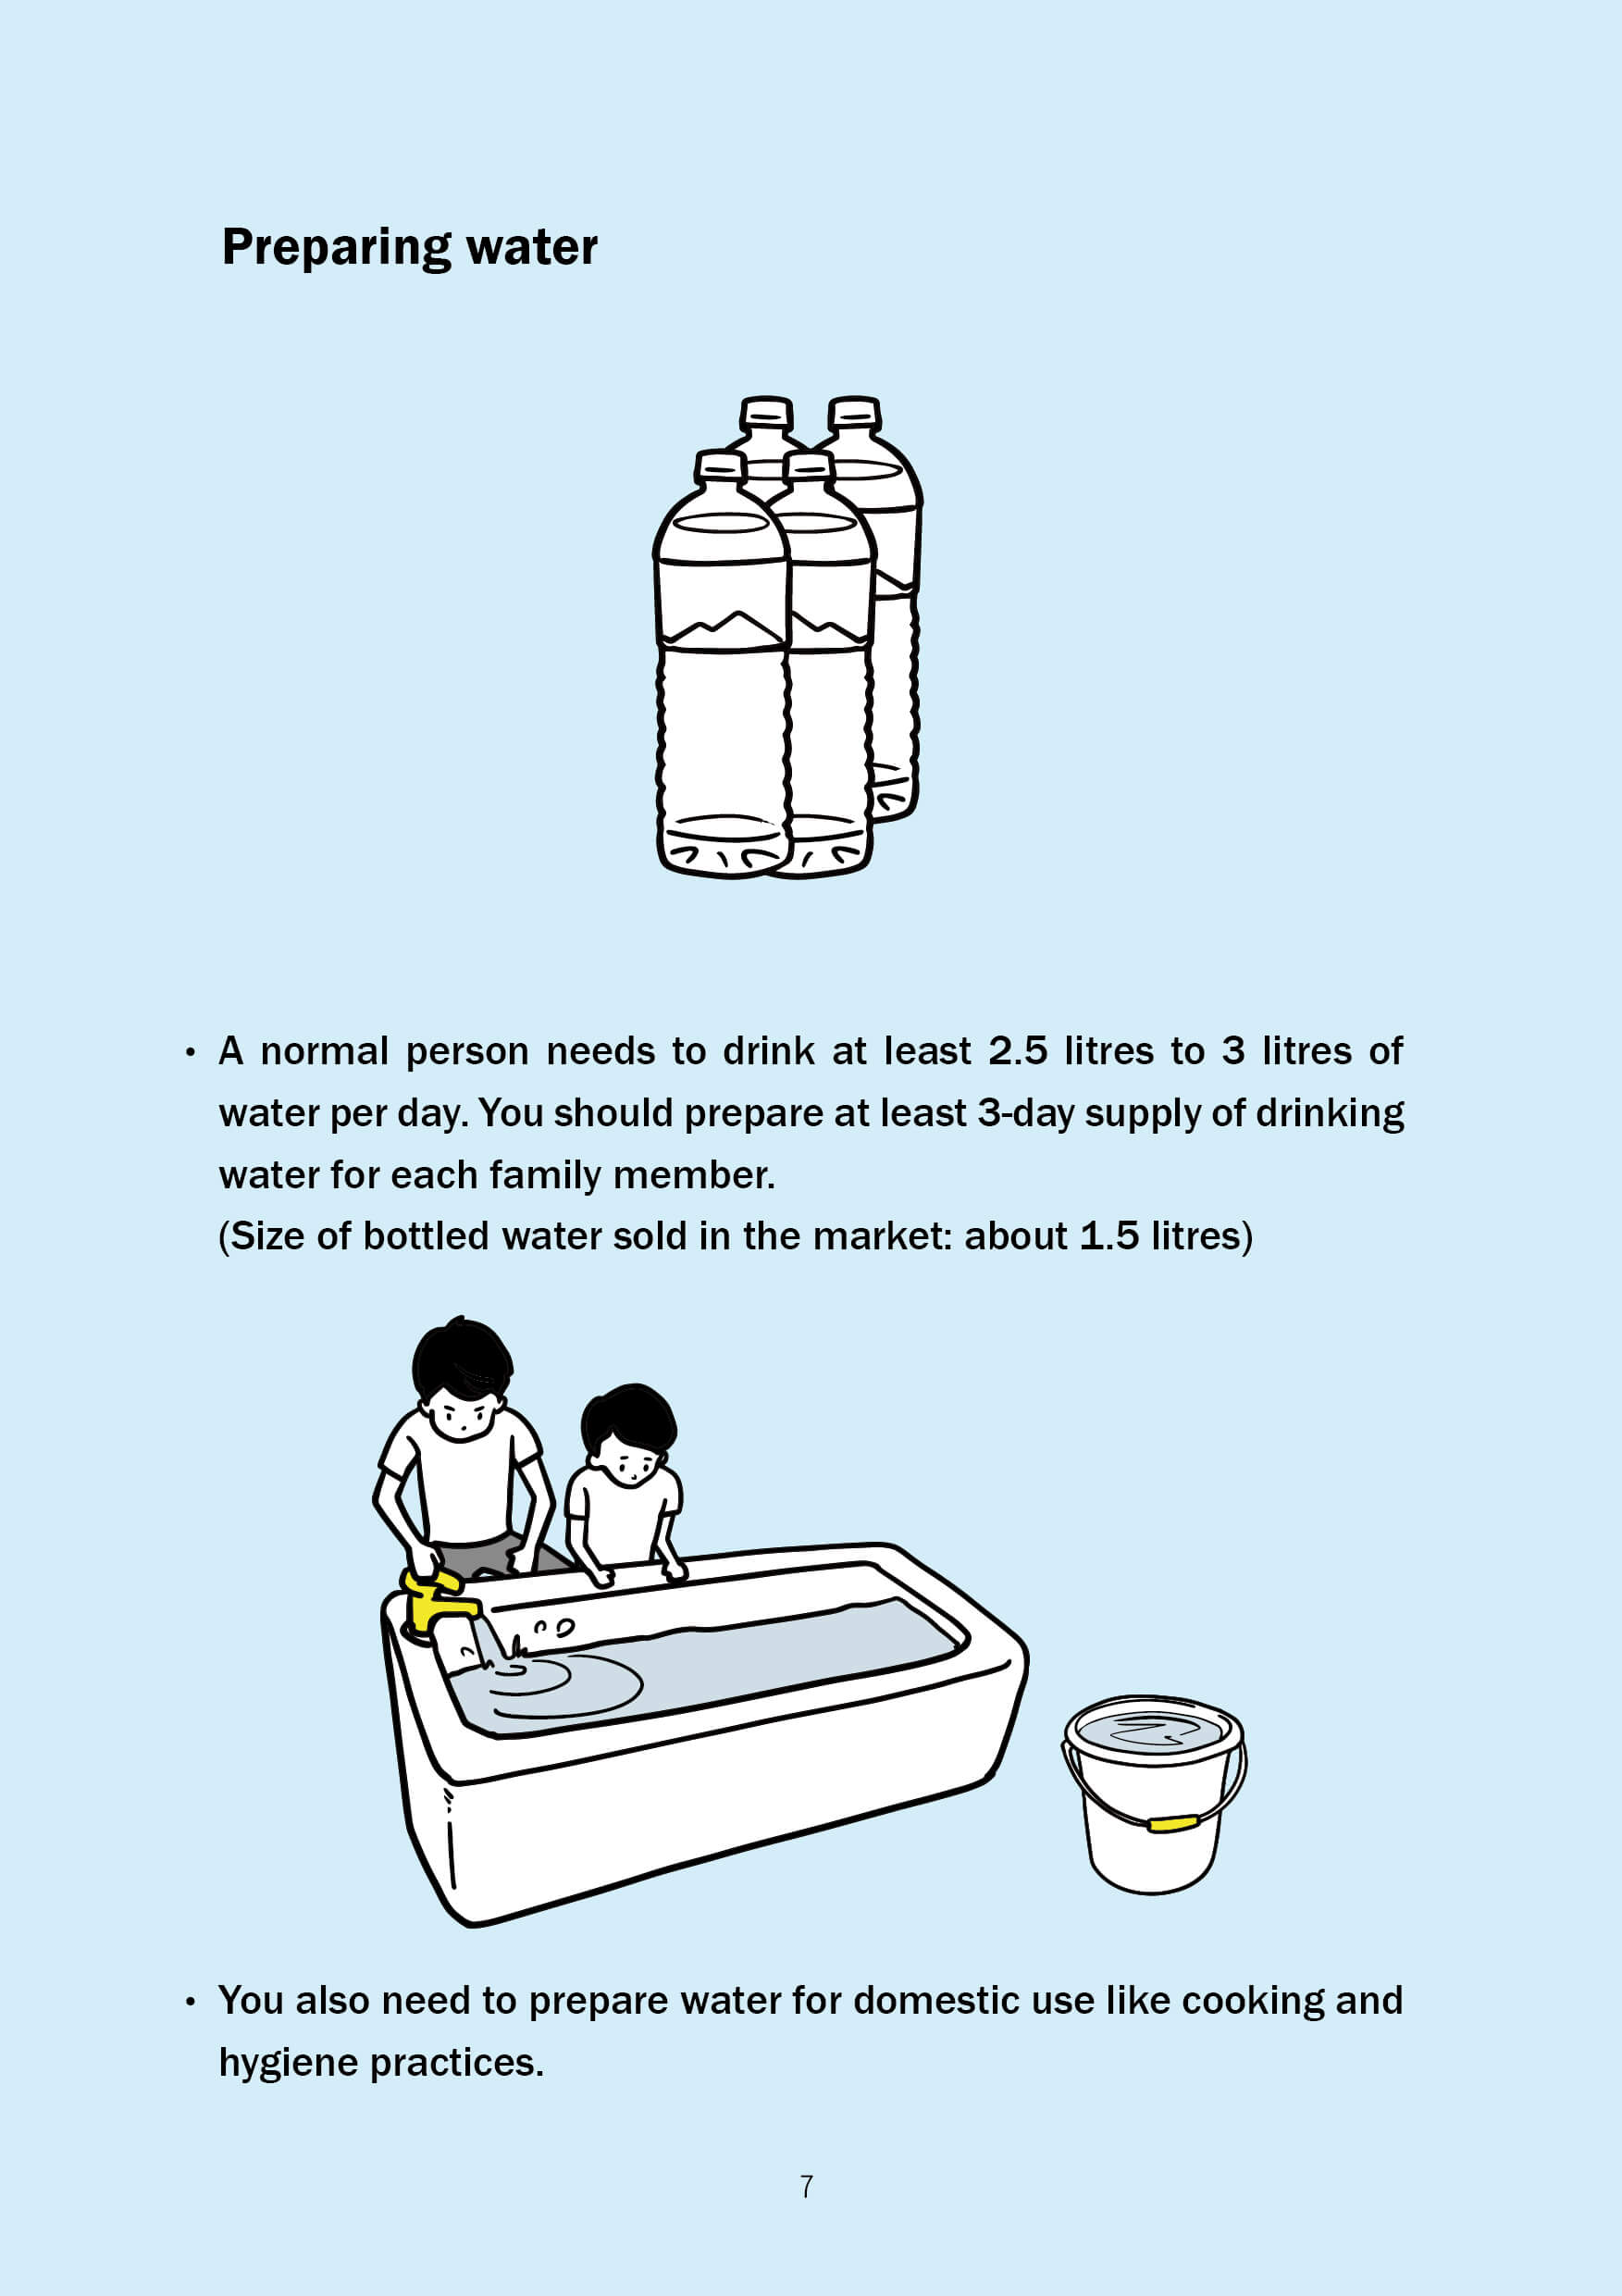 Preparing water
• A normal person needs to drink at least 2.5 litres to 3 litres of
water per day. You should prepare at least 3-day supply of drinking
water for each family member.
(Size of bottled water sold in the market: about 1.5 litres)
• You also need to prepare water for domestic use like cooking and
hygiene practices.
7